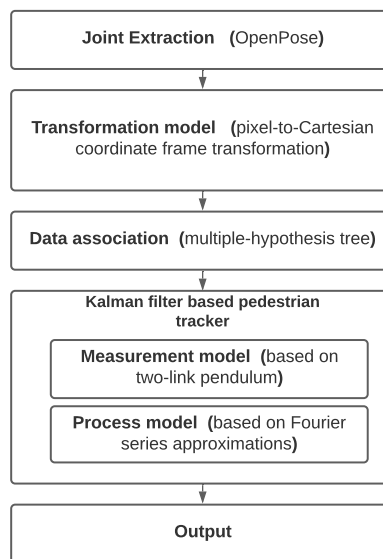 Joint Extraction (OpenPose)
Transformation model (pixel-to-Cartesian
coordinate frame transformation)
Data association (multiple-hypothesis tree)
Kalman filter based pedestrian
tracker
Measurement model (based on
two-link pendulum)
Process model (based on Fourier
series approximations)
Output